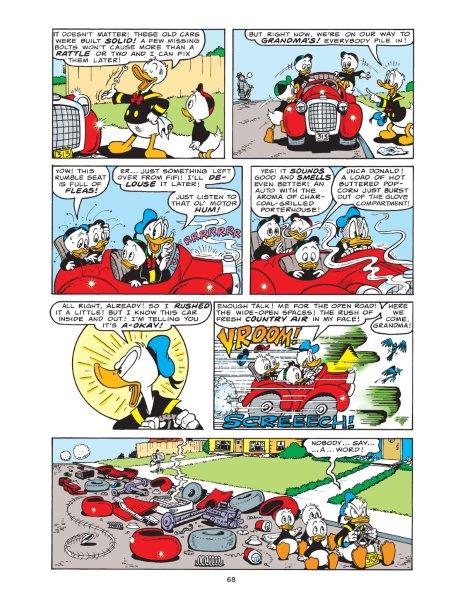 IT DOESN'T MATTER! THESE OLD CARS
WERE BUILT SOLID! A FEW MISSING
BOLTS WON'T CAUSE MORE THAN A
RATTLE OR TWO AND I CAN FIX
THEM LATER!
313
BUT RIGHT NOW, WE'RE ON OUR WAY TO
GRANDMA'S! EVERYBODY PILE IN!
313
YOW! THIS
RUMBLE SEAT
IS FULL OF
FLEAS!
ER... JUST SOMETHING LEFT
OVER FROM FIFI! I'LL DE-
LOUSE IT LATER!
JUST LISTEN TO
THAT OL' MOTOR
HUM!
RRRRRRR
YES! IT SOUNDS
GOOD AND SMELLS
EVEN BETTER! AN
AUTO WITH THE
AROMA OF CHAR-
COAL-GRILLED
PORTERHOUSE!
UNCA DONALD!
A LOAD OF HOT
BUTTERED POP-
CORN JUST BURST
OUT OF THE GLOVE
COMPARTMENT!
ALL RIGHT, ALREADY! SO I RUSHED
IT A LITTLE! BUT I KNOW THIS CAR
INSIDE AND OUT! I'M TELLING YOU
IT'S A-OKAY!
ENOUGH TALK! ME FOR THE OPEN ROAD!
THE WIDE-OPEN SPACES! THE RUSH OF
FRESH COUNTRY AIR IN MY FACE!
HERE
WE
COME,
GRANDMA!
VROOM!
SCREEECH!
NOBODY... SAY...
A... WORD!
313
68